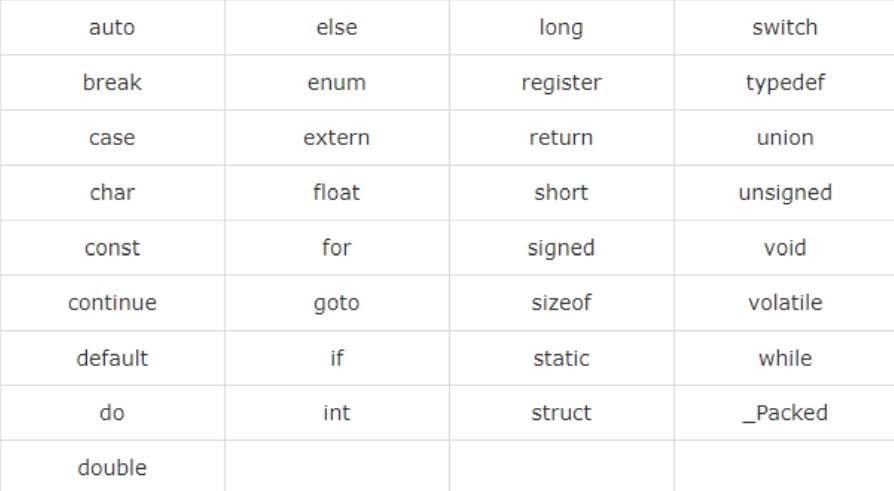 auto else long switch
break enum register typedef
case extern return union
char float short unsigned
const for signed void
continue goto sizeof volatile
default if static while
do int struct _Packed
double